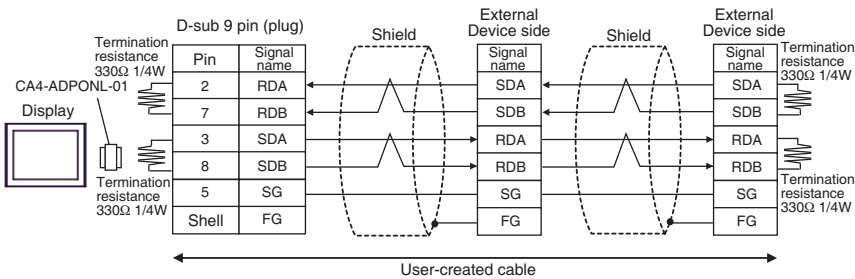 D-sub 9 pin (plug)
Shield
External
Device side
Shield
External
Device side
Termination
resistance
330Ω 1/4W
CA4-ADPONL-01
Display
Termination
resistance
330Ω 1/4W
Pin
Signal
name
2
RDA
7
RDB
3
SDA
8
SDB
5
SG
Shell
FG
Signal
name
SDA
SDB
RDA
RDB
SG
FG
Signal
name
SDA
SDB
RDA
RDB
SG
FG
Termination
resistance
330Ω 1/4W
Termination
resistance
330Ω 1/4W
User-created cable